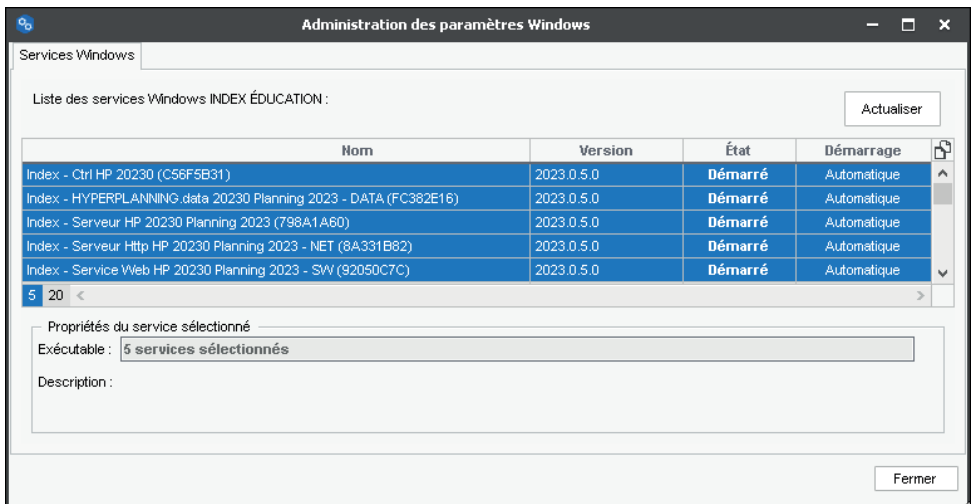 Administration des paramètres Windows
Services Windows
Liste des services Windows INDEX ÉDUCATION :
Actualiser
Nom Version État Démarrage
Index - Ctrl HP 20230 (C56F5B31) 2023.0.5.0 Démarré Automatique
Index - HYPERPLANNING.data 20230 Planning 2023 - DATA (FC382E16) 2023.0.5.0 Démarré Automatique
Index - Serveur HP 20230 Planning 2023 (798A1A60) 2023.0.5.0 Démarré Automatique
Index - Serveur Http HP 20230 Planning 2023 - NET (8A331B82) 2023.0.5.0 Démarré Automatique
Index - Service Web HP 20230 Planning 2023 - SW (92050C7C) 2023.0.5.0 Démarré Automatique
5 20
Propriétés du service sélectionné
Exécutable : 5 services sélectionnés
Description :
Fermer